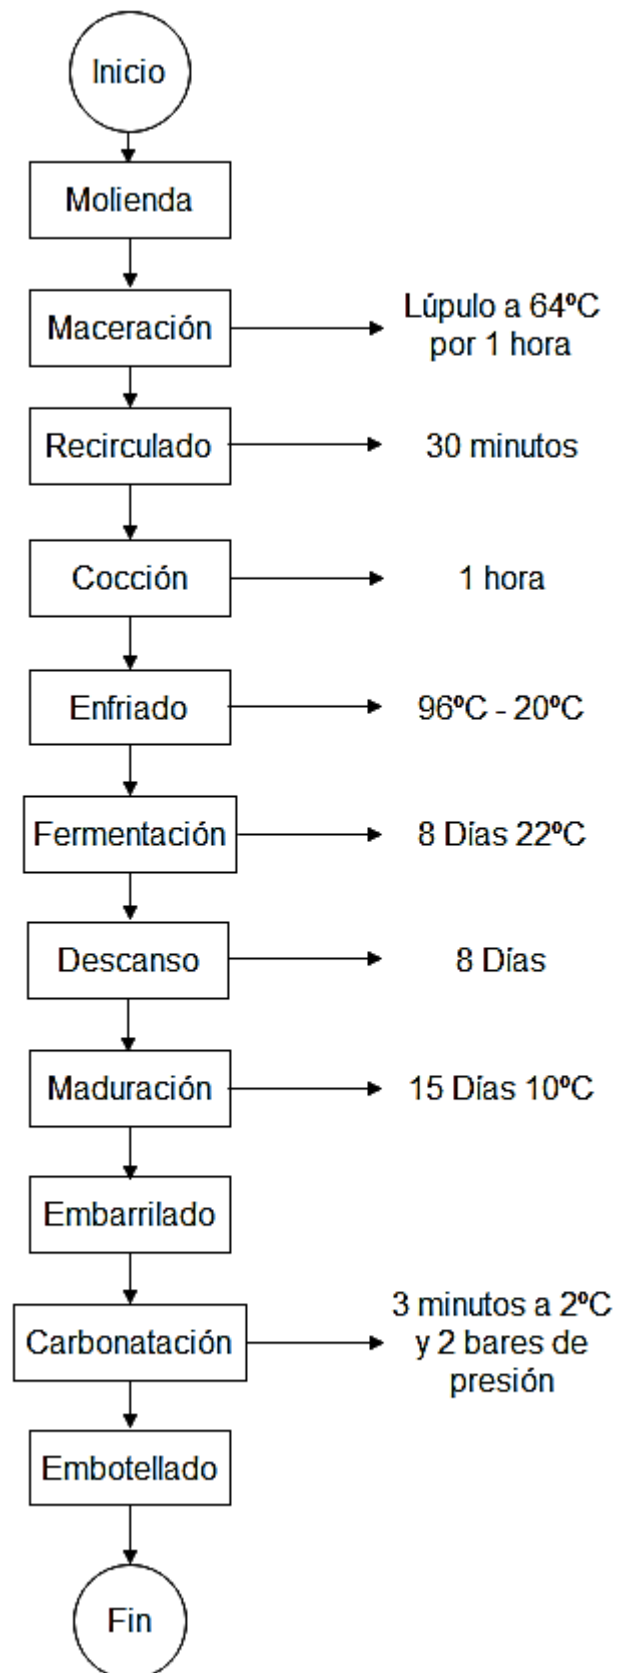 Inicio
Molienda
Maceración
Lúpulo a 64ºC
por 1 hora
Recirculado
30 minutos
Cocción
1 hora
Enfriado
96ºC - 20ºC
Fermentación
8 Días 22ºC
Descanso
8 Días
Maduración
15 Días 10ºC
Embarrilado
Carbonatación
3 minutos a 2ºC
y 2 bares de
presión
Embotellado
Fin